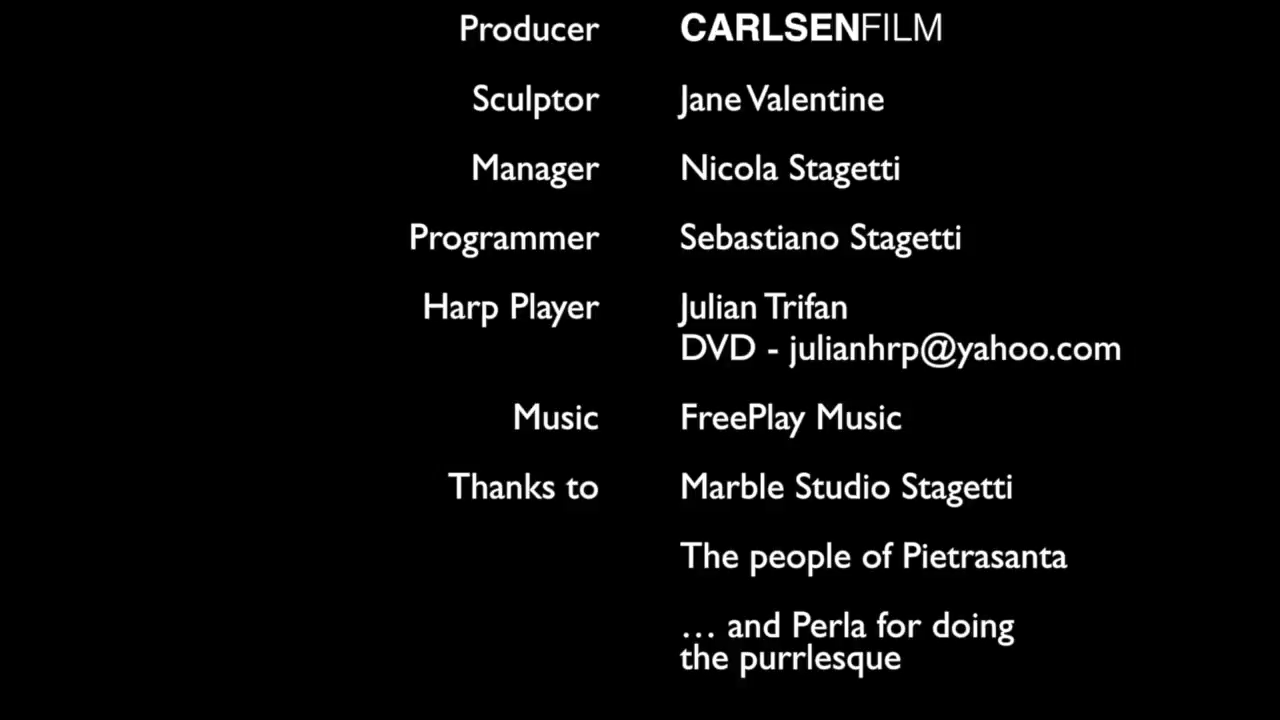 Producer CARLSENFILM
Sculptor Jane Valentine
Manager Nicola Stagetti
Programmer Sebastiano Stagetti
Harp Player Julian Trifan
DVD - julianhrp@yahoo.com
Music FreePlay Music
Thanks to Marble Studio Stagetti
The people of Pietrasanta
... and Perla for doing
the purrlesque